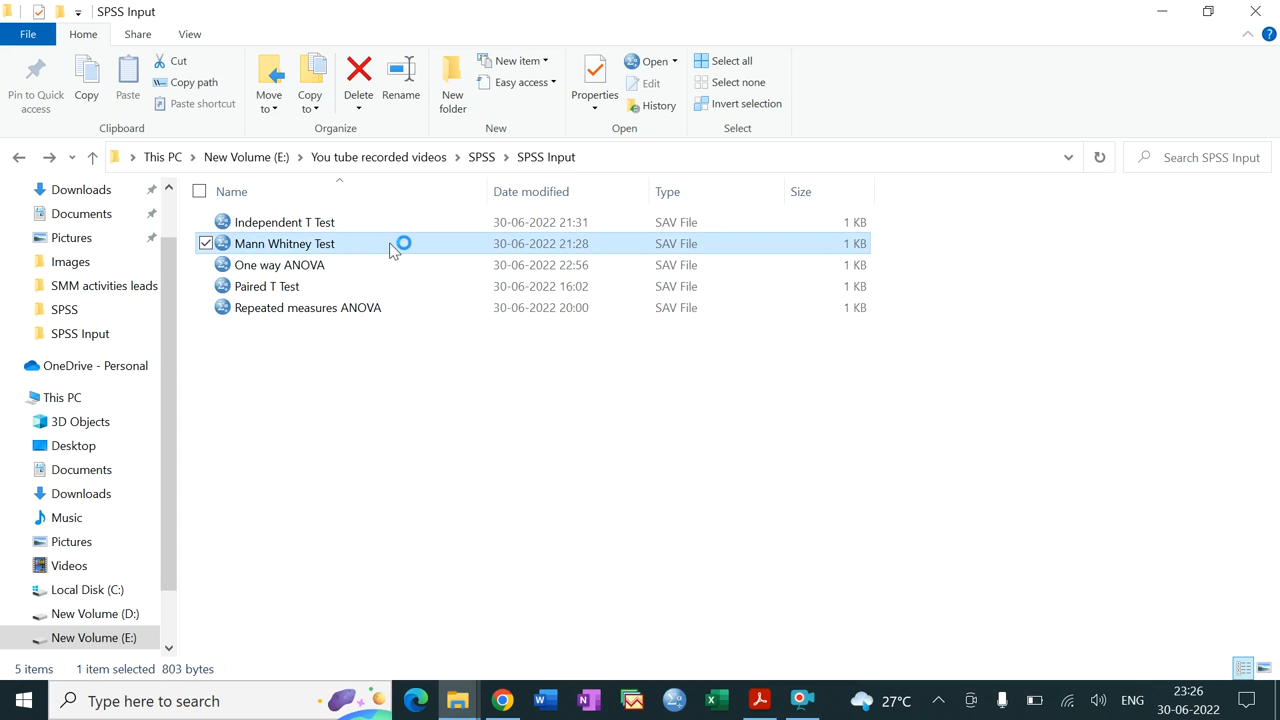 SPSS Input
File Home Share View
Pin to Quick access
Copy
Paste
Cut
Copy path
Paste shortcut
Clipboard
Move to
Copy to
Delete
Rename
Organize
New folder
New item
Easy access
New
Properties
Open
Edit
History
Open
Select all
Select none
Invert selection
Select
This PC > New Volume (E:) > You tube recorded videos > SPSS > SPSS Input
Search SPSS Input
Name Date modified Type Size
Independent T Test 30-06-2022 21:31 SAV File 1 KB
Mann Whitney Test 30-06-2022 21:28 SAV File 1 KB
One way ANOVA 30-06-2022 22:56 SAV File 1 KB
Paired T Test 30-06-2022 16:02 SAV File 1 KB
Repeated measures ANOVA 30-06-2022 20:00 SAV File 1 KB
Downloads
Documents
Pictures
Images
SMM activities leads
SPSS
SPSS Input
OneDrive - Personal
This PC
3D Objects
Desktop
Documents
Downloads
Music
Pictures
Videos
Local Disk (C:)
New Volume (D:)
New Volume (E:)
5 items 1 item selected 803 bytes
Type here to search
27°C
ENG
23:26
30-06-2022